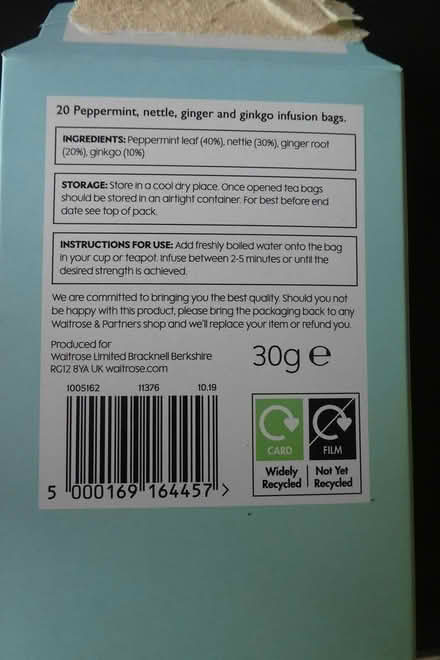 20 Peppermint, nettle, ginger and ginkgo infusion bags.
INGREDIENTS: Peppermint leaf (40%), nettle (30%), ginger root
(20%), ginkgo (10%)
STORAGE: Store in a cool dry place. Once opened tea bags
should be stored in an airtight container. For best before end
date see top of pack.
INSTRUCTIONS FOR USE: Add freshly boiled water onto the bag
in your cup or teapot. Infuse between 2-5 minutes or until the
desired strength is achieved.
We are committed to bringing you the best quality. Should you not
be happy with this product, please bring the packaging back to any
Waitrose & Partners shop and we'll replace your item or refund you.
Produced for
Waitrose Limited Bracknell Berkshire
RG12 8YA UK waitrose.com
30g e
1005162 11376 10.19
5 000169 164457 >
CARD FILM
Widely Recycled
Not Yet Recycled